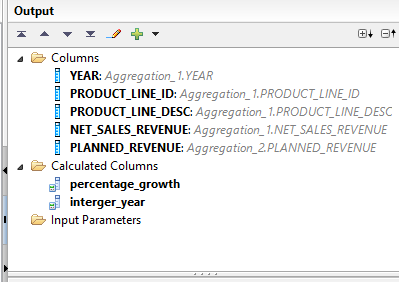 Output
Columns
YEAR: Aggregation_1.YEAR
PRODUCT_LINE_ID: Aggregation_1.PRODUCT_LINE_ID
PRODUCT_LINE_DESC: Aggregation_1.PRODUCT_LINE_DESC
NET_SALES_REVENUE: Aggregation_1.NET_SALES_REVENUE
PLANNED_REVENUE: Aggregation_2.PLANNED_REVENUE
Calculated Columns
percentage_growth
interger_year
Input Parameters